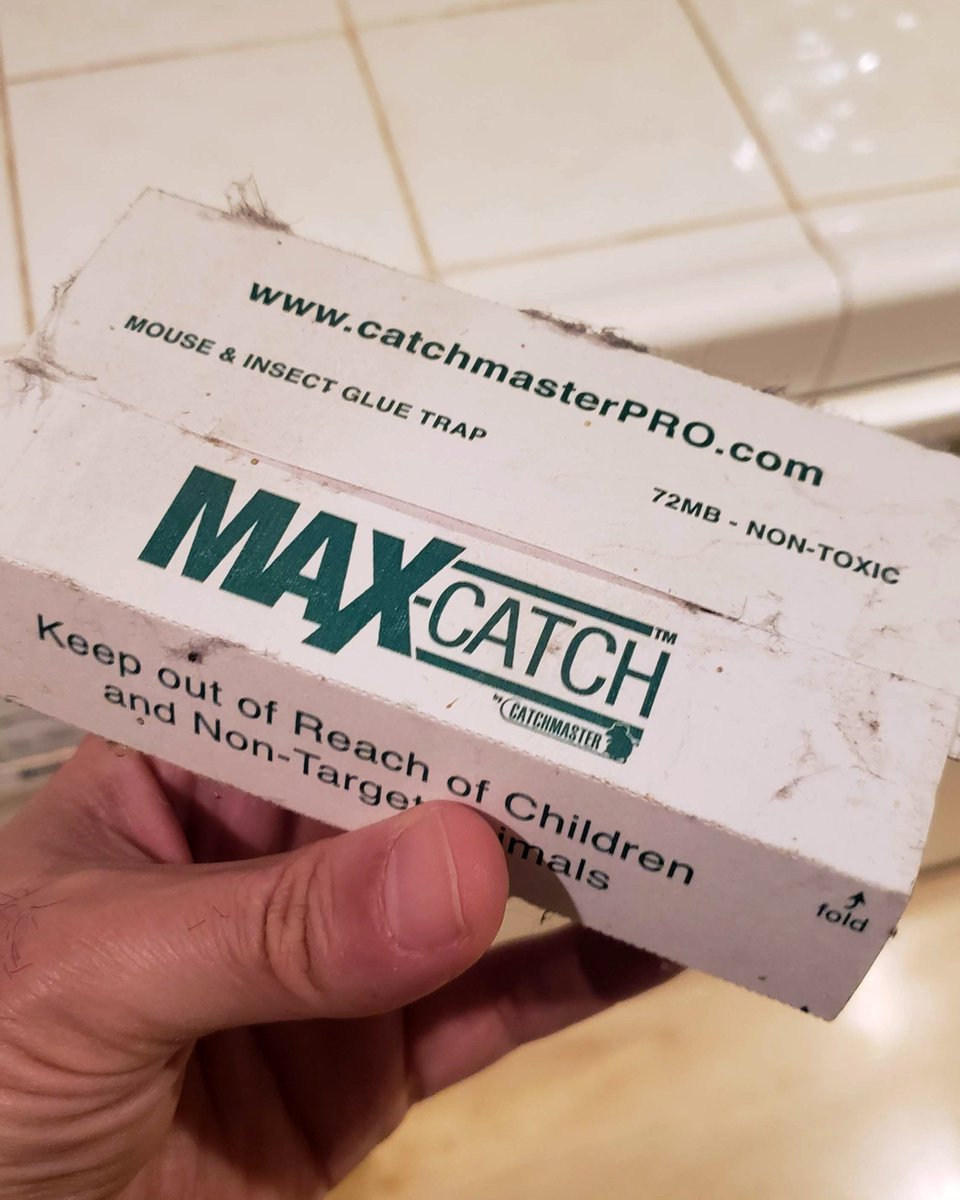 www.catchmasterPRO.com
MOUSE & INSECT GLUE TRAP
72MB - NON-TOXIC
MAX-CATCH™
CATCHMASTER
Keep out of Reach of Children
and Non-Target
fold